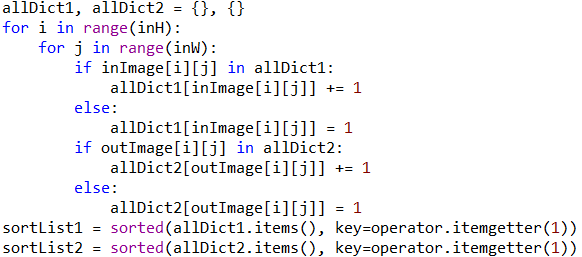 allDict1, allDict2 = {}, {}
for i in range(inH):
    for j in range(inW):
        if inImage[i][j] in allDict1:
            allDict1[inImage[i][j]] += 1
        else:
            allDict1[inImage[i][j]] = 1
        if outImage[i][j] in allDict2:
            allDict2[outImage[i][j]] += 1
        else:
            allDict2[outImage[i][j]] = 1
sortList1 = sorted(allDict1.items(), key=operator.itemgetter(1))
sortList2 = sorted(allDict2.items(), key=operator.itemgetter(1))